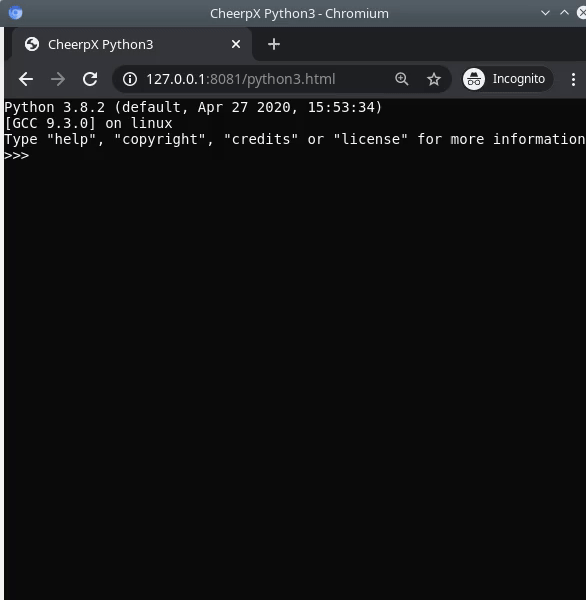 CheerpX Python3 - Chromium
CheerpX Python3
127.0.0.1:8081/python3.html
Incognito
Python 3.8.2 (default, Apr 27 2020, 15:53:34)
[GCC 9.3.0] on linux
Type "help", "copyright", "credits" or "license" for more information
>>>